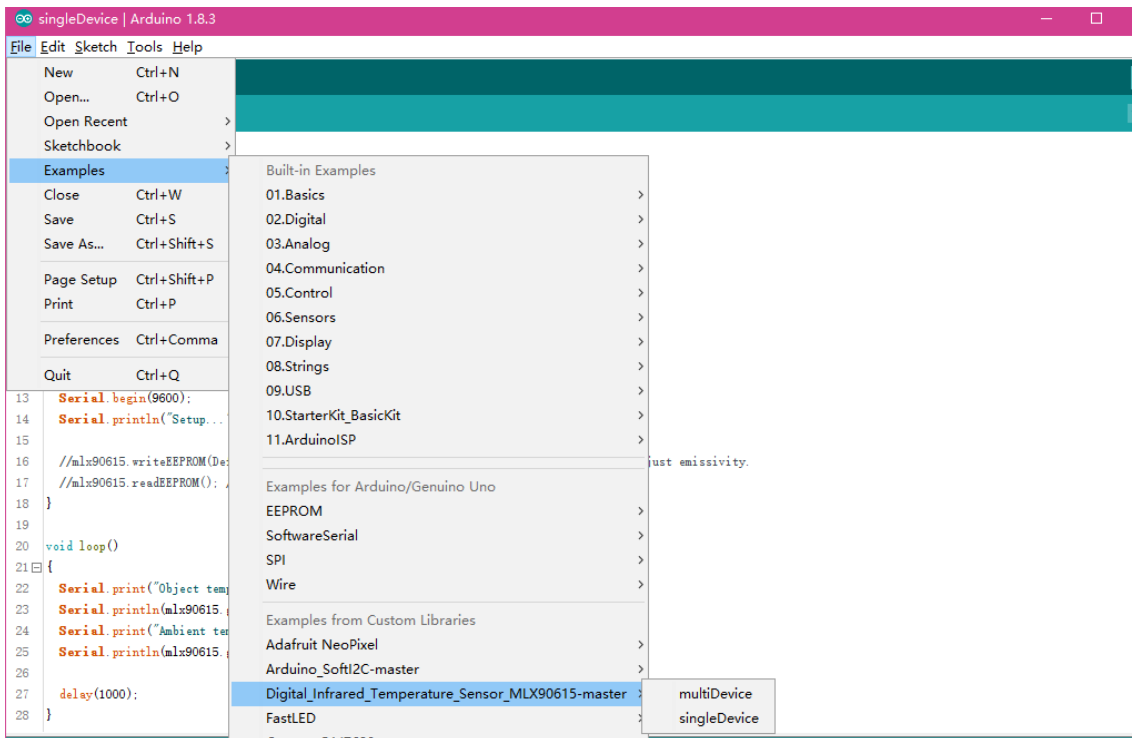 singleDevice | Arduino 1.8.3
File Edit Sketch Tools Help
New Ctrl+N
Open... Ctrl+O
Open Recent
Sketchbook
Examples
Close Ctrl+W
Save Ctrl+S
Save As... Ctrl+Shift+S
Page Setup Ctrl+Shift+P
Print Ctrl+P
Preferences Ctrl+Comma
Quit Ctrl+Q
Built-in Examples
01.Basics
02.Digital
03.Analog
04.Communication
05.Control
06.Sensors
07.Display
08.Strings
09.USB
10.StarterKit_BasicKit
11.ArduinoISP
Examples for Arduino/Genuino Uno
EEPROM
SoftwareSerial
SPI
Wire
Examples from Custom Libraries
Adafruit NeoPixel
Arduino_SoftI2C-master
Digital_Infrared_Temperature_Sensor_MLX90615-master
FastLED
multiDevice
singleDevice
13 Serial.begin(9600);
14 Serial.println("Setup...
15
16 //mlx90615.writeEEPROM(De just emissivity.
17 //mlx90615.readEEPROM(); /
18 }
19
20 void loop()
21 {
22 Serial.print("Object tem
23 Serial.println(mlx90615.
24 Serial.print("Ambient te
25 Serial.println(mlx90615.
26
27 delay(1000);
28 }